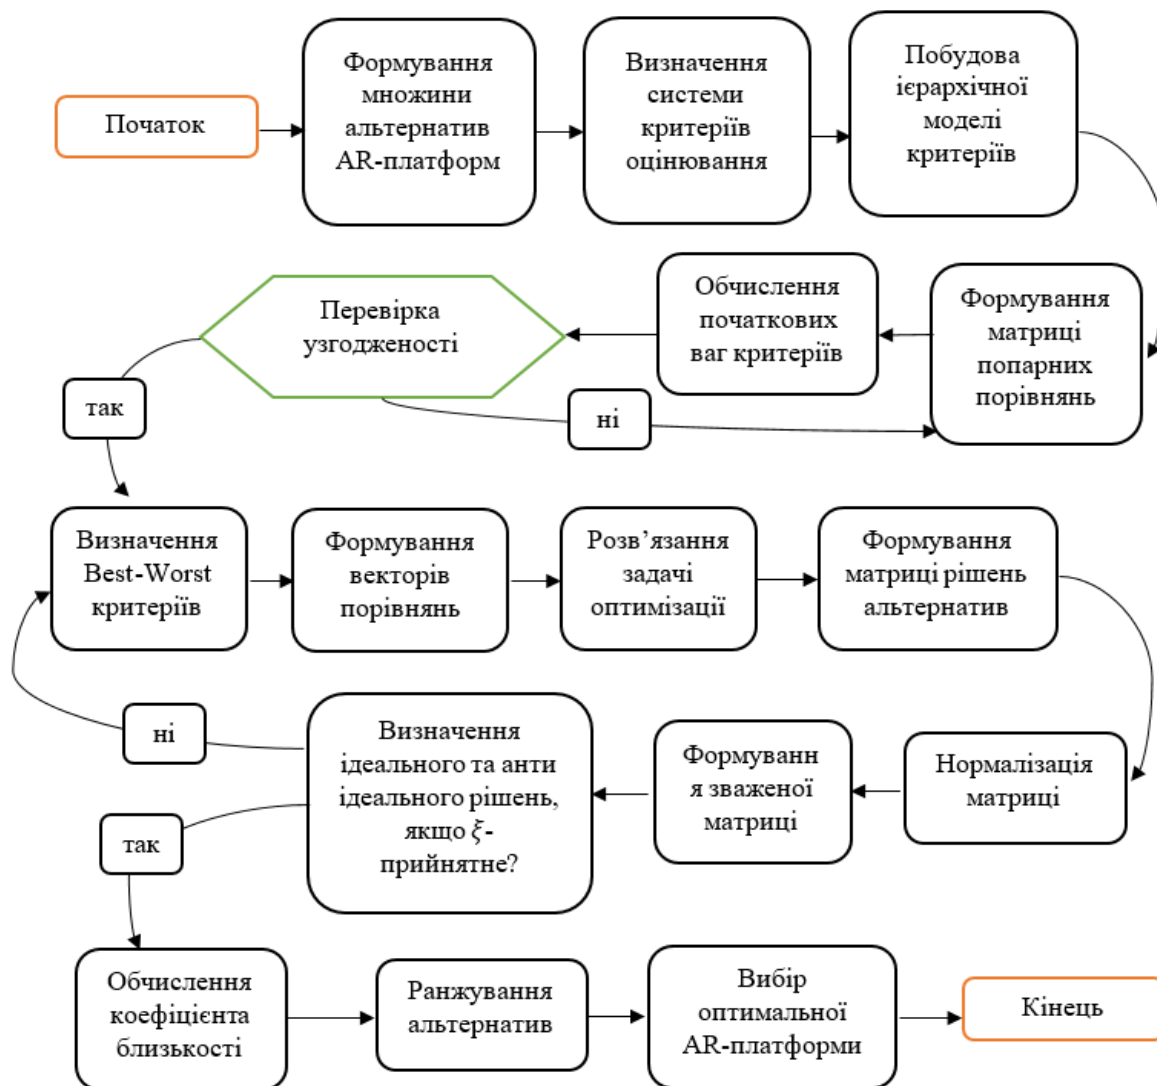 Початок
Формування
множини
альтернатив
AR-платформ
Визначення
системи
критеріїв
оцінювання
Побудова
ієрархічної
моделі
критеріїв
Формування
матриці
попарних
порівнянь
Обчислення
початкових
ваг критеріїв
Перевірка
узгодженості
так
ні
Визначення
Best-Worst
критеріїв
Формування
векторів
порівнянь
Розв’язання
задачі
оптимізації
Формування
матриці рішень
альтернатив
Нормалізація
матриці
Формуванн
я зваженої
матриці
Визначення
ідеального та анти
ідеального рішень,
якщо ξ-
прийнятне?
ні
так
Обчислення
коефіцієнта
близькості
Ранжування
альтернатив
Вибір
оптимальної
AR-платформи
Кінець